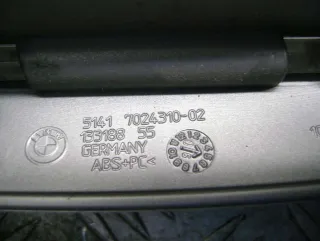 5141 7024310-02
133188 55
GERMANY
ABS+PC<